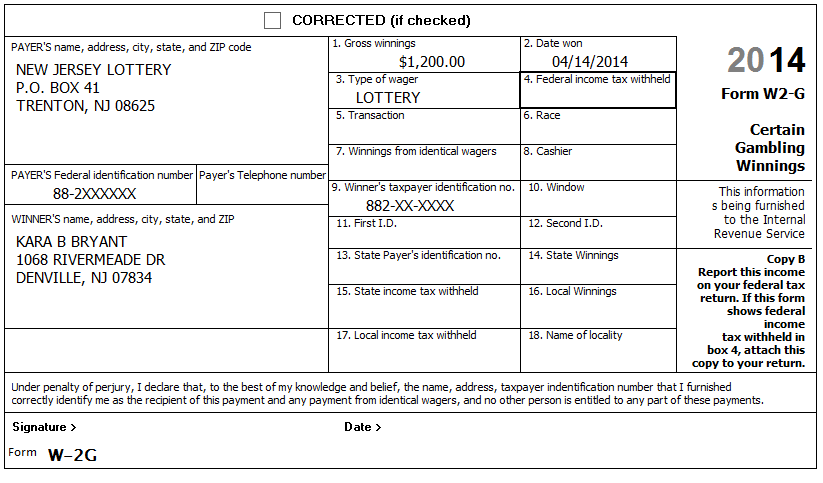 CORRECTED (if checked)
PAYER'S name, address, city, state, and ZIP code
NEW JERSEY LOTTERY
P.O. BOX 41
TRENTON, NJ 08625
1. Gross winnings
$1,200.00
2. Date won
04/14/2014
3. Type of wager
LOTTERY
4. Federal income tax withheld
5. Transaction
6. Race
7. Winnings from identical wagers
8. Cashier
PAYER'S Federal identification number
88-2XXXXXX
Payer's Telephone number
9. Winner's taxpayer identification no.
882-XX-XXXX
10. Window
WINNER'S name, address, city, state, and ZIP
KARA B BRYANT
1068 RIVERMEADE DR
DENVILLE, NJ 07834
11. First I.D.
12. Second I.D.
13. State Payer's identification no.
14. State Winnings
15. State income tax withheld
16. Local Winnings
17. Local income tax withheld
18. Name of locality
2014
Form W2-G
Certain
Gambling
Winnings
This information
s being furnished
to the Internal
Revenue Service
Copy B
Report this income
on your federal tax
return. If this form
shows federal
income
tax withheld in
box 4, attach this
copy to your return.
Under penalty of perjury, I declare that, to the best of my knowledge and belief, the name, address, taxpayer indentification number that I furnished
correctly identify me as the recipient of this payment and any payment from identical wagers, and no other person is entitled to any part of these payments.
Signature >
Date >
Form W-2G